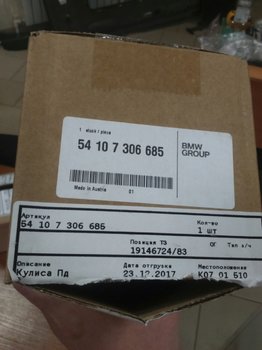 1 stück / pièce
54 10 7 306 685
BMW
GROUP
Made in Austria 01
Артикул Кол-во
54 10 7 306 685 1 шт
Позиция ТЗ ОГ Тип а/ч
19146724/83
Описание Дата отгрузки Местоположение
Кулиса Пд 23.12.2017 K07 01 510